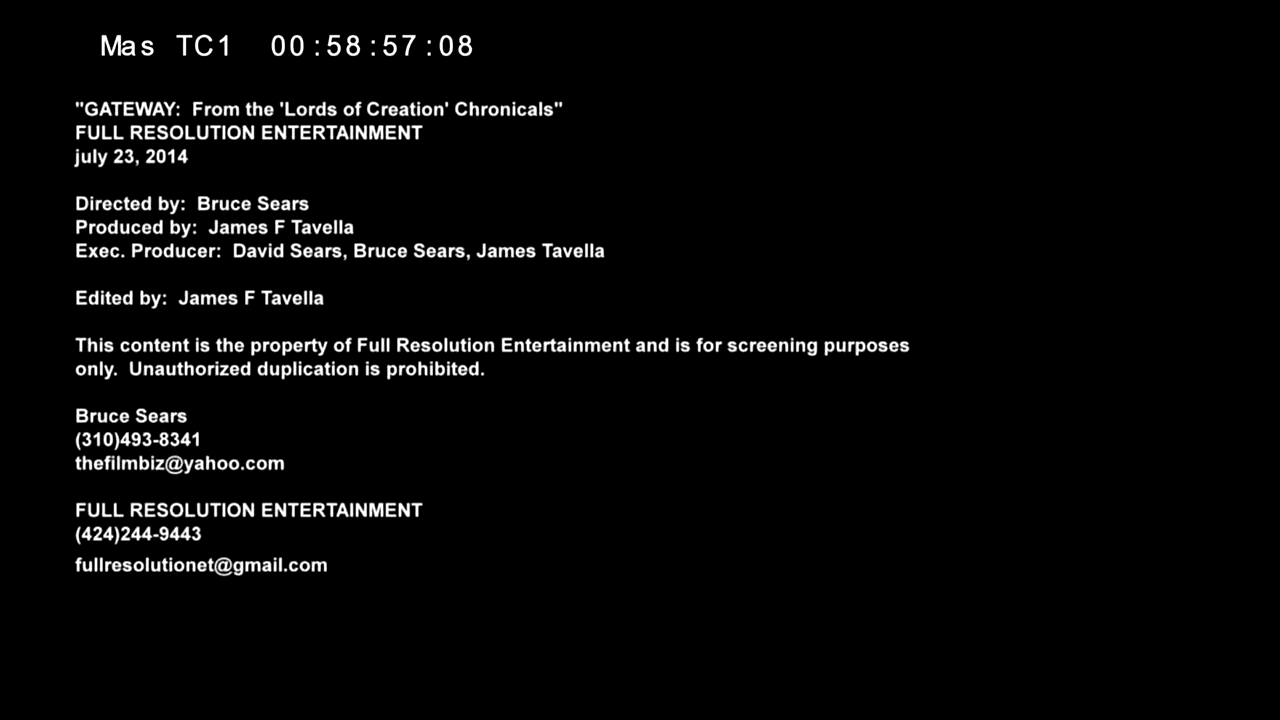 Mas TC1 00:58:57:08
"GATEWAY: From the 'Lords of Creation' Chronicals"
FULL RESOLUTION ENTERTAINMENT
july 23, 2014
Directed by: Bruce Sears
Produced by: James F Tavella
Exec. Producer: David Sears, Bruce Sears, James Tavella
Edited by: James F Tavella
This content is the property of Full Resolution Entertainment and is for screening purposes
only. Unauthorized duplication is prohibited.
Bruce Sears
(310)493-8341
thefilmbiz@yahoo.com
FULL RESOLUTION ENTERTAINMENT
(424)244-9443
fullresolutionet@gmail.com